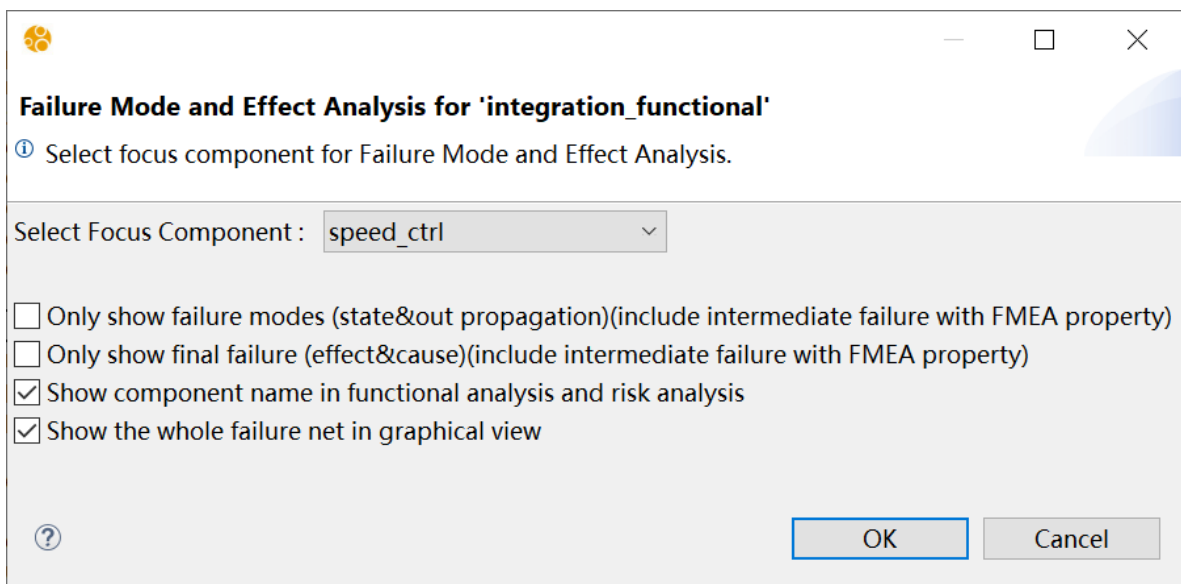 Failure Mode and Effect Analysis for 'integration_functional'
Select focus component for Failure Mode and Effect Analysis.
Select Focus Component : speed_ctrl
Only show failure modes (state&out propagation)(include intermediate failure with FMEA property)
Only show final failure (effect&cause)(include intermediate failure with FMEA property)
Show component name in functional analysis and risk analysis
Show the whole failure net in graphical view
OK Cancel